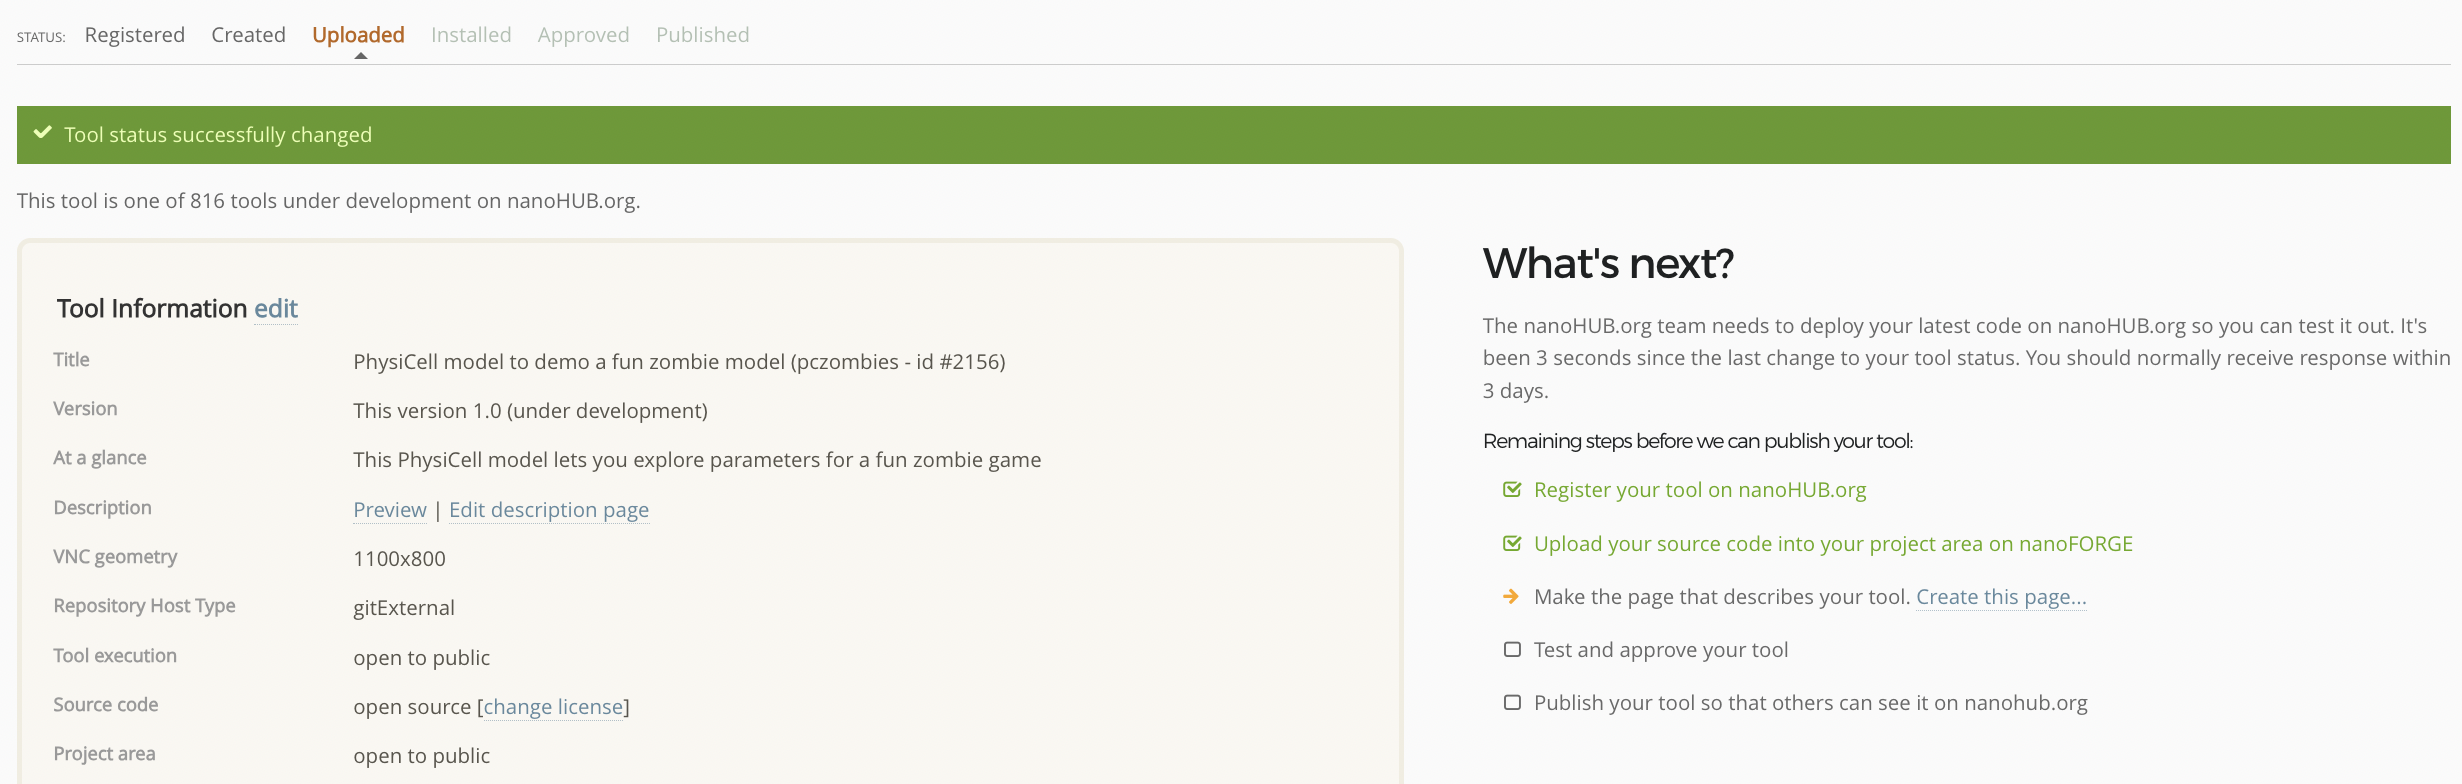 STATUS: Registered Created Uploaded Installed Approved Published
Tool status successfully changed
This tool is one of 816 tools under development on nanoHUB.org.
Tool Information edit
Title PhysiCell model to demo a fun zombie model (pczombies - id #2156)
Version This version 1.0 (under development)
At a glance This PhysiCell model lets you explore parameters for a fun zombie game
Description Preview | Edit description page
VNC geometry 1100x800
Repository Host Type gitExternal
Tool execution open to public
Source code open source [change license]
Project area open to public
What's next?
The nanoHUB.org team needs to deploy your latest code on nanoHUB.org so you can test it out. It's
been 3 seconds since the last change to your tool status. You should normally receive response within
3 days.
Remaining steps before we can publish your tool:
Register your tool on nanoHUB.org
Upload your source code into your project area on nanoFORGE
Make the page that describes your tool. Create this page...
Test and approve your tool
Publish your tool so that others can see it on nanohub.org